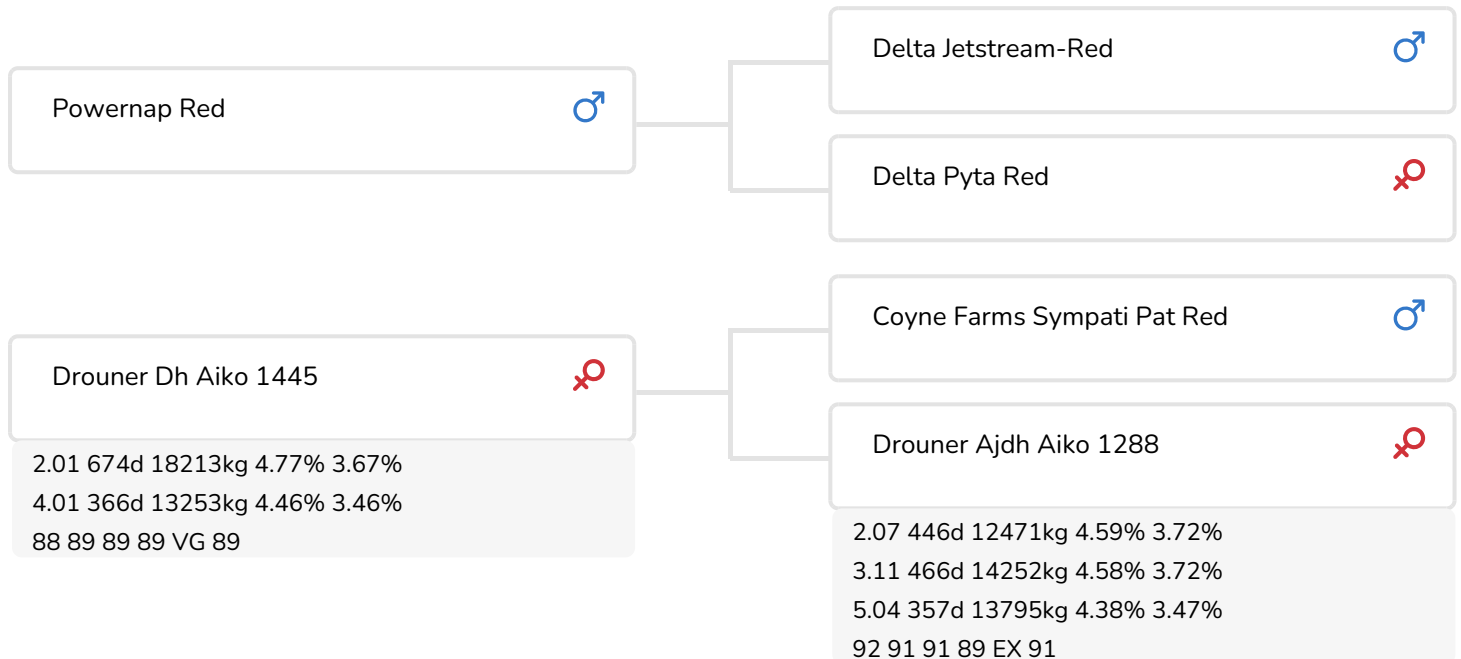 Powernap Red
Delta Jetstream-Red
Delta Pyta Red
Drouner Dh Aiko 1445
2.01 674d 18213kg 4.77% 3.67%
4.01 366d 13253kg 4.46% 3.46%
88 89 89 89 VG 89
Coyne Farms Sympati Pat Red
Drouner Ajdh Aiko 1288
2.07 446d 12471kg 4.59% 3.72%
3.11 466d 14252kg 4.58% 3.72%
5.04 357d 13795kg 4.38% 3.47%
92 91 91 89 EX 91